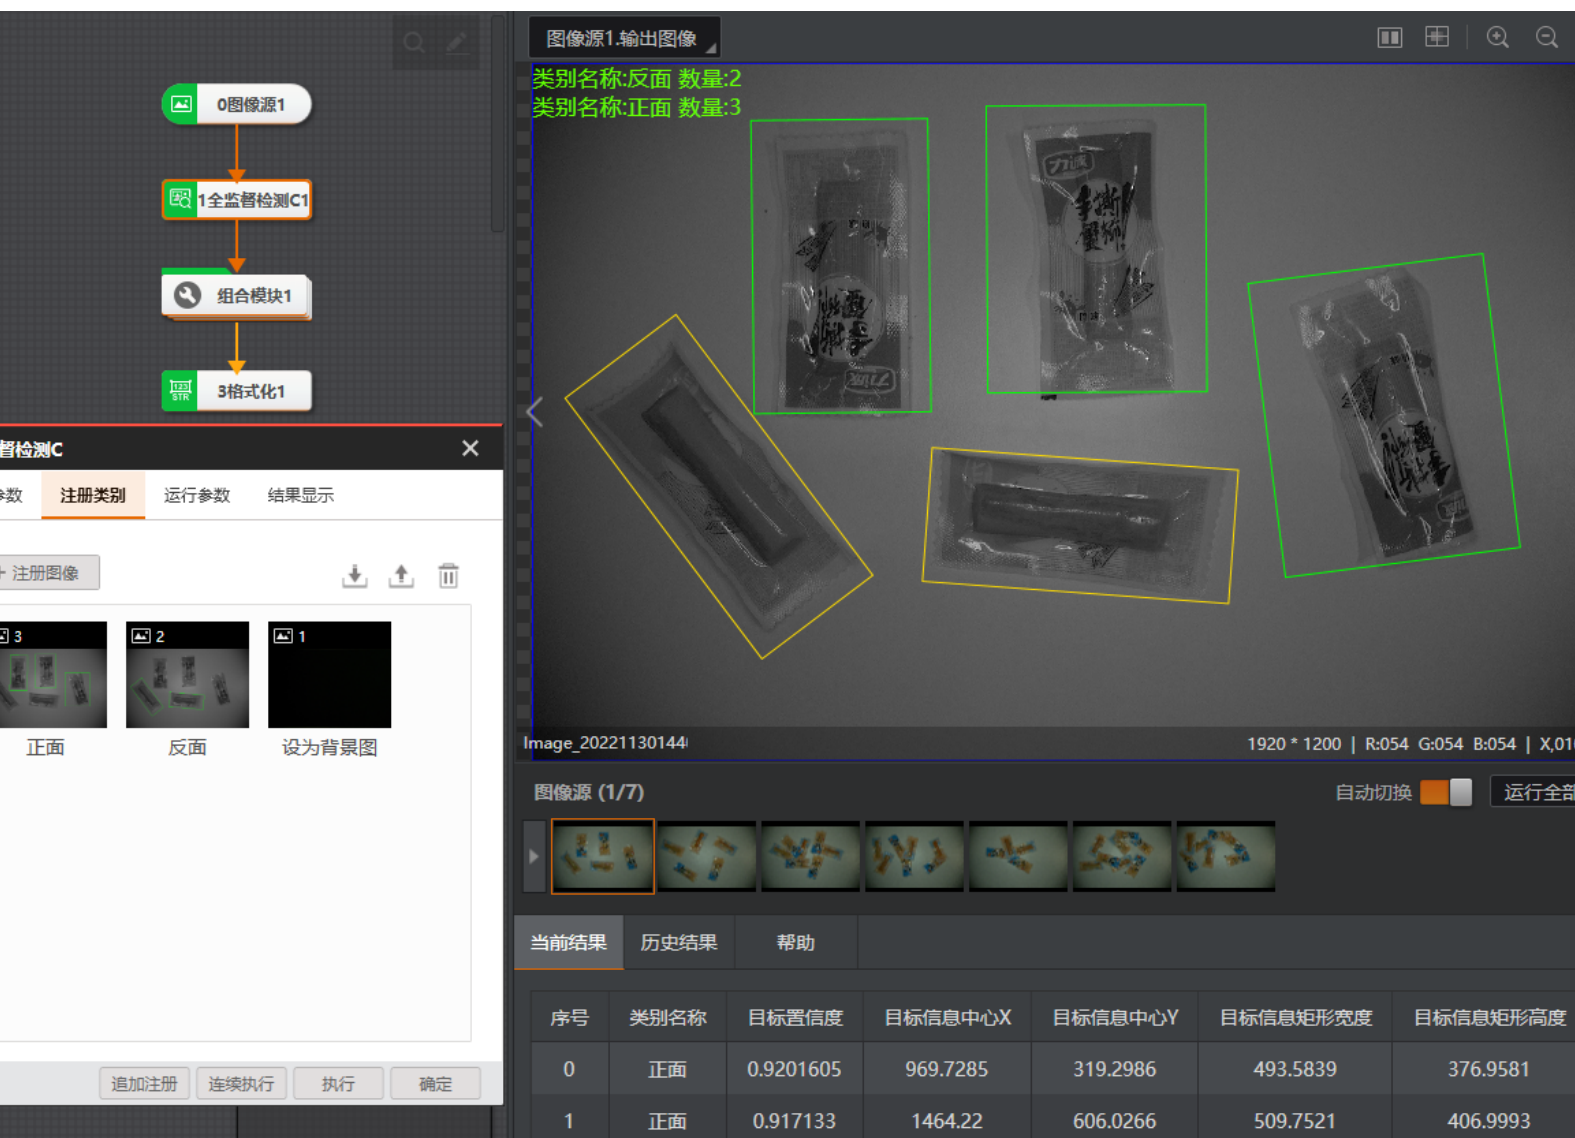 0图像源1
1全监督检测C1
组合模块1
123
STR
3格式化1
督检测C
参数
注册类别
运行参数
结果显示
注册图像
3
2
1
正面
反面
设为背景图
追加注册
连续执行
执行
确定
图像源1.输出图像
类别名称:反面 数量:2
类别名称:正面 数量:3
力诚
手撕
蟹柳
力诚
Image_20221130144
1920 * 1200 | R:054 G:054 B:054 | X,01
图像源 (1/7)
自动切换
运行全部
当前结果
历史结果
帮助
序号 类别名称 目标置信度 目标信息中心X 目标信息中心Y 目标信息矩形宽度 目标信息矩形高度
0 正面 0.9201605 969.7285 319.2986 493.5839 376.9581
1 正面 0.917133 1464.22 606.0266 509.7521 406.9993